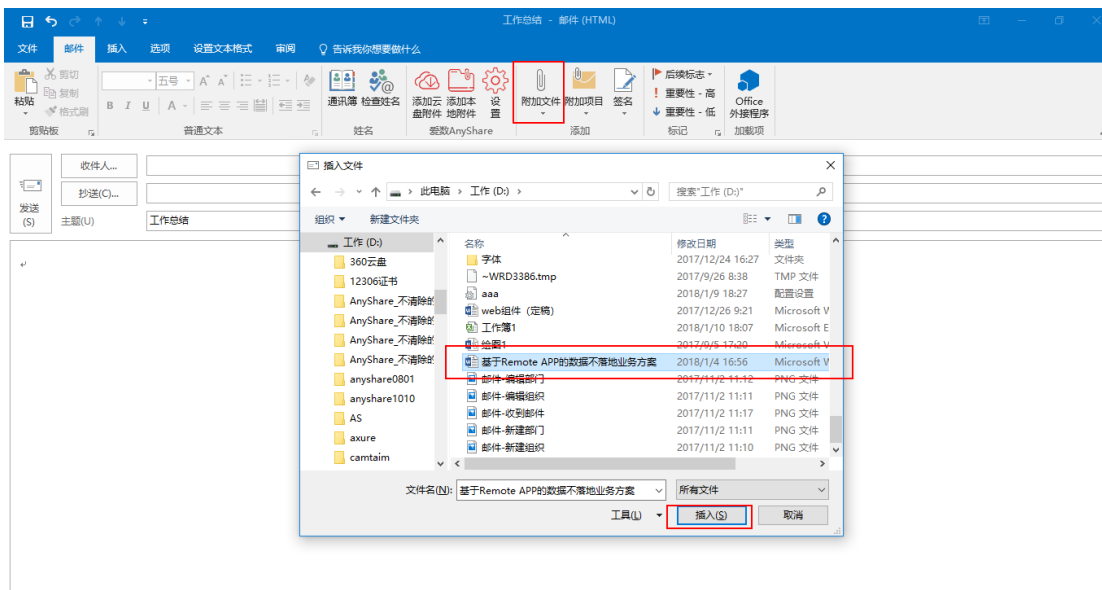 工作总结 - 邮件 (HTML)
文件 邮件 插入 选项 设置文本格式 审阅 告诉我你想要做什么
粘贴 剪切 复制 格式刷
剪贴板
五号 A A
B I U A
普通文本
通讯簿 检查姓名
姓名
添加云盘附件 添加本地附件 设置
爱数AnyShare
附加文件 附加项目 签名
添加
后续标志
重要性 - 高
重要性 - 低
标记
Office
外接程序
加载项
发送
(S)
收件人...
抄送(C)...
主题(U) 工作总结
插入文件
此电脑 > 工作 (D:) >
搜索"工作 (D:)"
组织 新建文件夹
工作 (D:)
360云盘
12306证书
AnyShare_不清除的
AnyShare_不清除的
AnyShare_不清除的
AnyShare_不清除的
anyshare0801
anyshare1010
AS
axure
camtaim
名称 修改日期 类型
字体 2017/12/24 16:27 文件夹
~WRD3386.tmp 2017/9/26 8:38 TMP 文件
aaa 2018/1/9 18:27 配置设置
web组件（定稿） 2017/12/26 9:21 Microsoft W
工作簿1 2018/1/10 18:07 Microsoft E
绘图1 2017/9/5 17:20 Microsoft V
基于Remote APP的数据不落地业务方案 2018/1/4 16:56 Microsoft W
邮件-编辑部门 2017/11/2 11:12 PNG 文件
邮件-编辑组织 2017/11/2 11:11 PNG 文件
邮件-收到邮件 2017/11/2 11:17 PNG 文件
邮件-新建部门 2017/11/2 11:11 PNG 文件
邮件-新建组织 2017/11/2 11:10 PNG 文件
文件名(N): 基于Remote APP的数据不落地业务方案 所有文件
工具(L) 插入(S) 取消